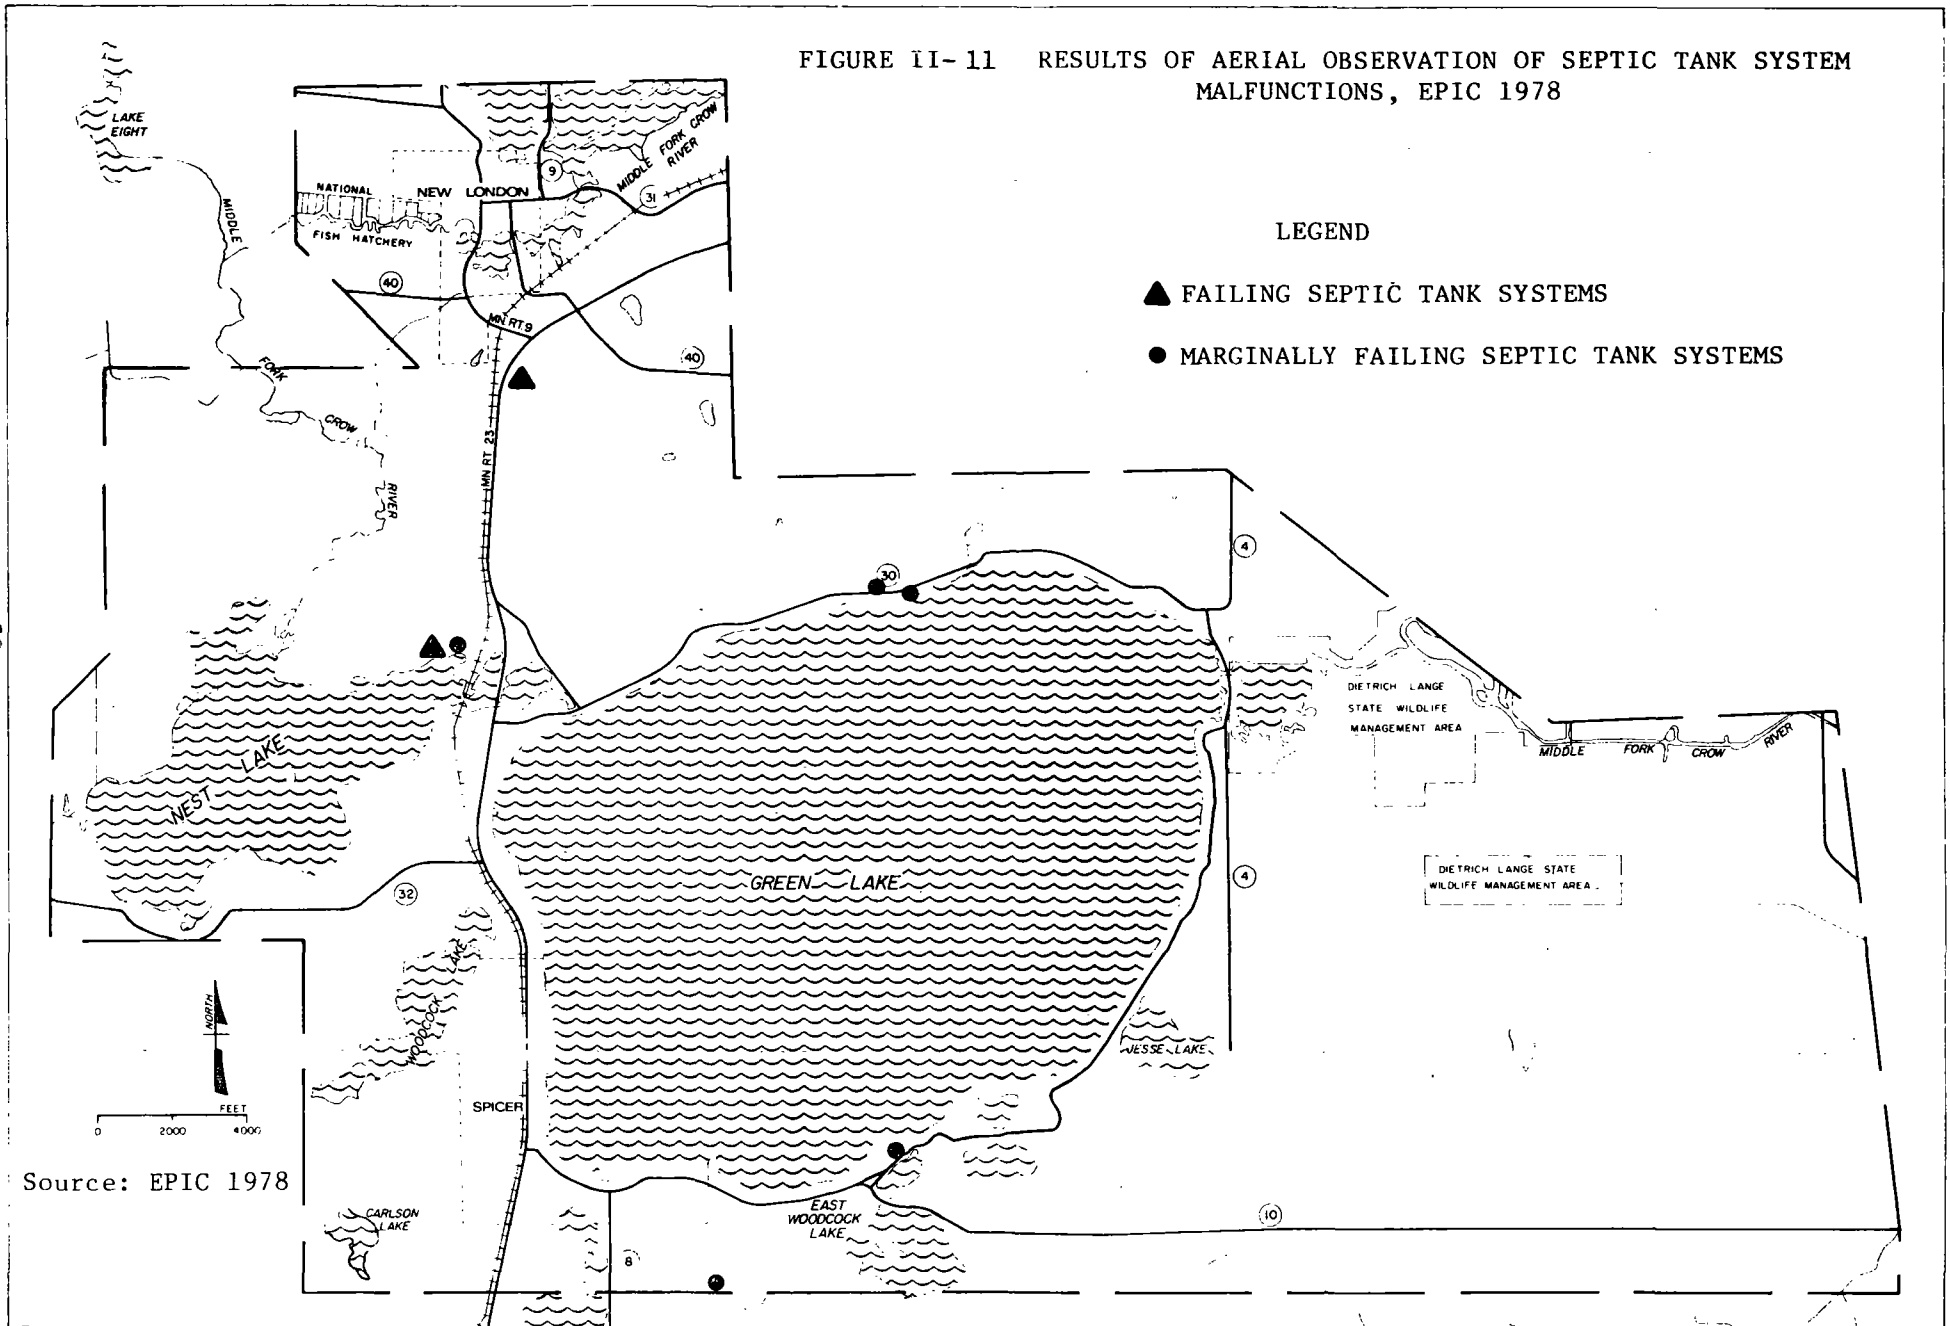 FIGURE II-11 RESULTS OF AERIAL OBSERVATION OF SEPTIC TANK SYSTEM
MALFUNCTIONS, EPIC 1978
LEGEND
FAILING SEPTIC TANK SYSTEMS
MARGINALLY FAILING SEPTIC TANK SYSTEMS
LAKE
EIGHT
MIDDLE
FORK
CROW
RIVER
NATIONAL
FISH HATCHERY
NEW LONDON
9
MIDDLE FORK CROW
RIVER
31
40
MN RT. 9
40
MN RT 23
30
4
DIETRICH LANGE
STATE WILDLIFE
MANAGEMENT AREA
MIDDLE FORK CROW RIVER
NEST LAKE
GREEN LAKE
4
DIETRICH LANGE STATE
WILDLIFE MANAGEMENT AREA
32
WOODCOCK LAKE
JESSE LAKE
NORTH
FEET
0 2000 4000
SPICER
Source: EPIC 1978
CARLSON
LAKE
EAST
WOODCOCK
LAKE
10
8